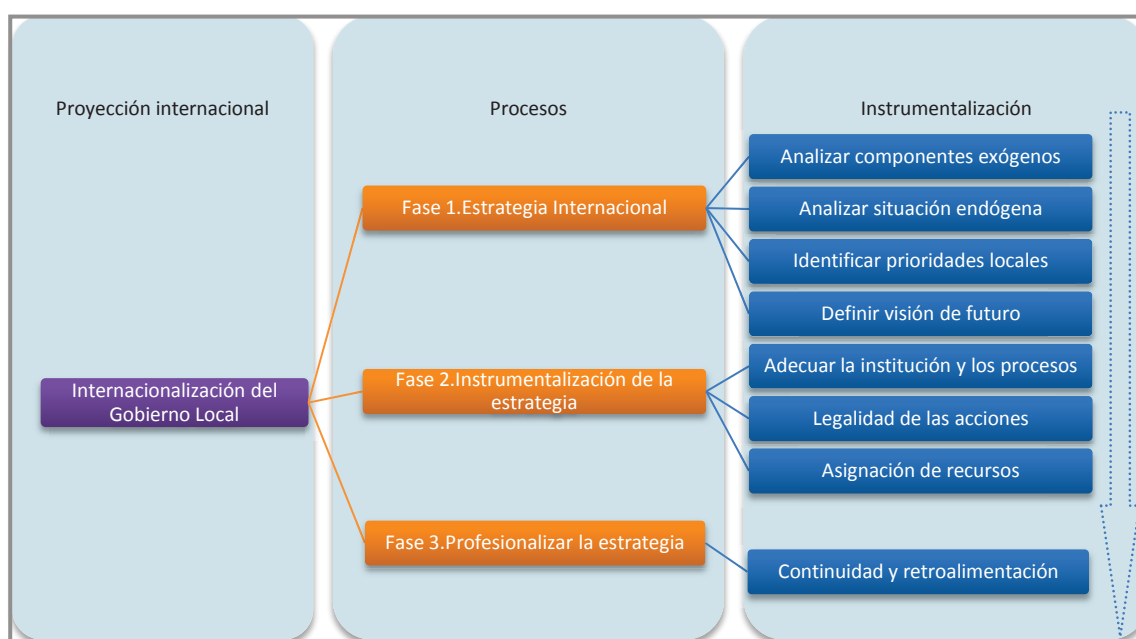 Proyección internacional
Procesos
Instrumentalización
Analizar componentes exógenos
Fase 1.Estrategia Internacional
Analizar situación endógena
Identificar prioridades locales
Definir visión de futuro
Internacionalización del
Gobierno Local
Fase 2.Instrumentalización de la
estrategia
Adecuar la institución y los procesos
Legalidad de las acciones
Asignación de recursos
Fase 3.Profesionalizar la estrategia
Continuidad y retroalimentación